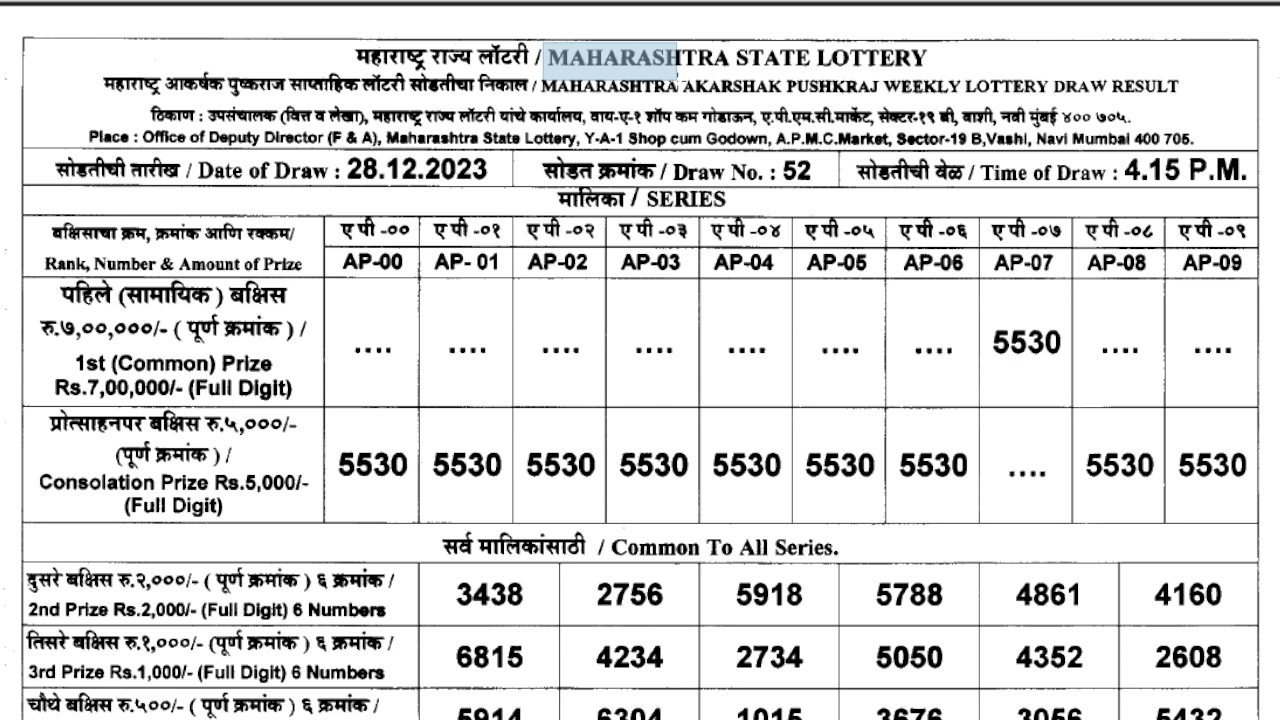 महाराष्ट्र राज्य लॉटरी / MAHARASHTRA STATE LOTTERY
महाराष्ट्र आकर्षक पुष्कराज साप्ताहिक लॉटरी सोडतीचा निकाल / MAHARASHTRA AKARSHAK PUSHKRAJ WEEKLY LOTTERY DRAW RESULT
ठिकाण : उपसंचालक (वित्त व लेखा), महाराष्ट्र राज्य लॉटरी यांचे कार्यालय, वाय-ए-१ शॉप कम गोडाऊन, ए.पी.एम.सी.मार्केट, सेक्टर-१९ बी, वाशी, नवी मुंबई ४०० ७०५.
Place : Office of Deputy Director (F & A), Maharashtra State Lottery, Y-A-1 Shop cum Godown, A.P.M.C.Market, Sector-19 B,Vashi, Navi Mumbai 400 705.
सोडतीची तारीख / Date of Draw : 28.12.2023 सोडत क्रमांक / Draw No. : 52 सोडतीची वेळ / Time of Draw : 4.15 P.M.
मालिका / SERIES
बक्षिसाचा क्रम, क्रमांक आणि रक्कम/ ए पी -०० ए पी -०१ ए पी -०२ ए पी -०३ ए पी -०४ ए पी -०५ ए पी -०६ ए पी -०७ ए पी -०८ ए पी -०९
Rank, Number & Amount of Prize AP-00 AP- 01 AP-02 AP-03 AP-04 AP-05 AP-06 AP-07 AP-08 AP-09
पहिले (सामायिक ) बक्षिस
रु.७,००,०००/- ( पूर्ण क्रमांक ) /
1st (Common) Prize
Rs.7,00,000/- (Full Digit)
.... .... .... .... .... .... .... 5530 .... ....
प्रोत्साहनपर बक्षिस रु.५,०००/-
(पूर्ण क्रमांक ) /
Consolation Prize Rs.5,000/-
(Full Digit)
5530 5530 5530 5530 5530 5530 5530 .... 5530 5530
सर्व मालिकांसाठी / Common To All Series.
दुसरे बक्षिस रु.२,०००/- ( पूर्ण क्रमांक ) ६ क्रमांक /
2nd Prize Rs.2,000/- (Full Digit) 6 Numbers
3438 2756 5918 5788 4861 4160
तिसरे बक्षिस रु.१,०००/- (पूर्ण क्रमांक ) ६ क्रमांक /
3rd Prize Rs.1,000/- (Full Digit) 6 Numbers
6815 4234 2734 5050 4352 2608
चौथे बक्षिस रु.५००/- ( पूर्ण क्रमांक ) ६ क्रमांक /
5914 6304 1015 3676 3056 5432